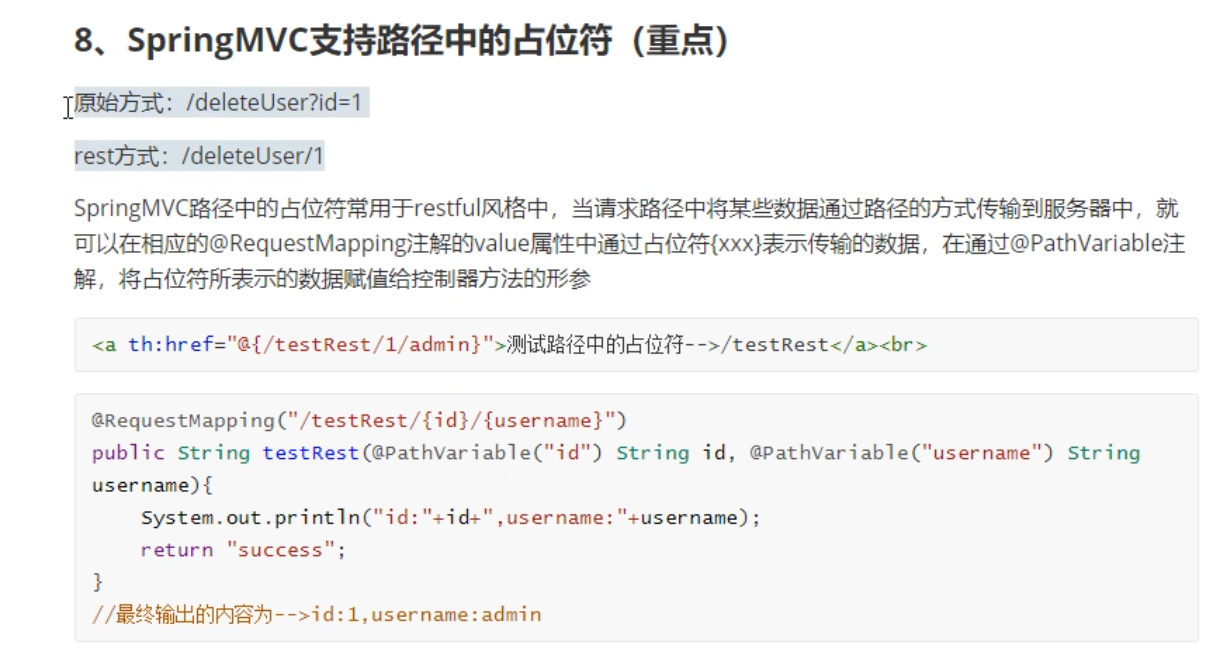 8、SpringMVC支持路径中的占位符（重点）
原始方式：/deleteUser?id=1
rest方式：/deleteUser/1
SpringMVC路径中的占位符常用于restful风格中，当请求路径中将某些数据通过路径的方式传输到服务器中，就
可以在相应的@RequestMapping注解的value属性中通过占位符{xxx}表示传输的数据，在通过@PathVariable注
解，将占位符所表示的数据赋值给控制器方法的形参
<a th:href="@{/testRest/1/admin}">测试路径中的占位符-->/testRest</a><br>
@RequestMapping("/testRest/{id}/{username}")
public String testRest(@PathVariable("id") String id, @PathVariable("username") String
username){
    System.out.println("id:"+id+",username:"+username);
    return "success";
}
//最终输出的内容为-->id:1,username:admin